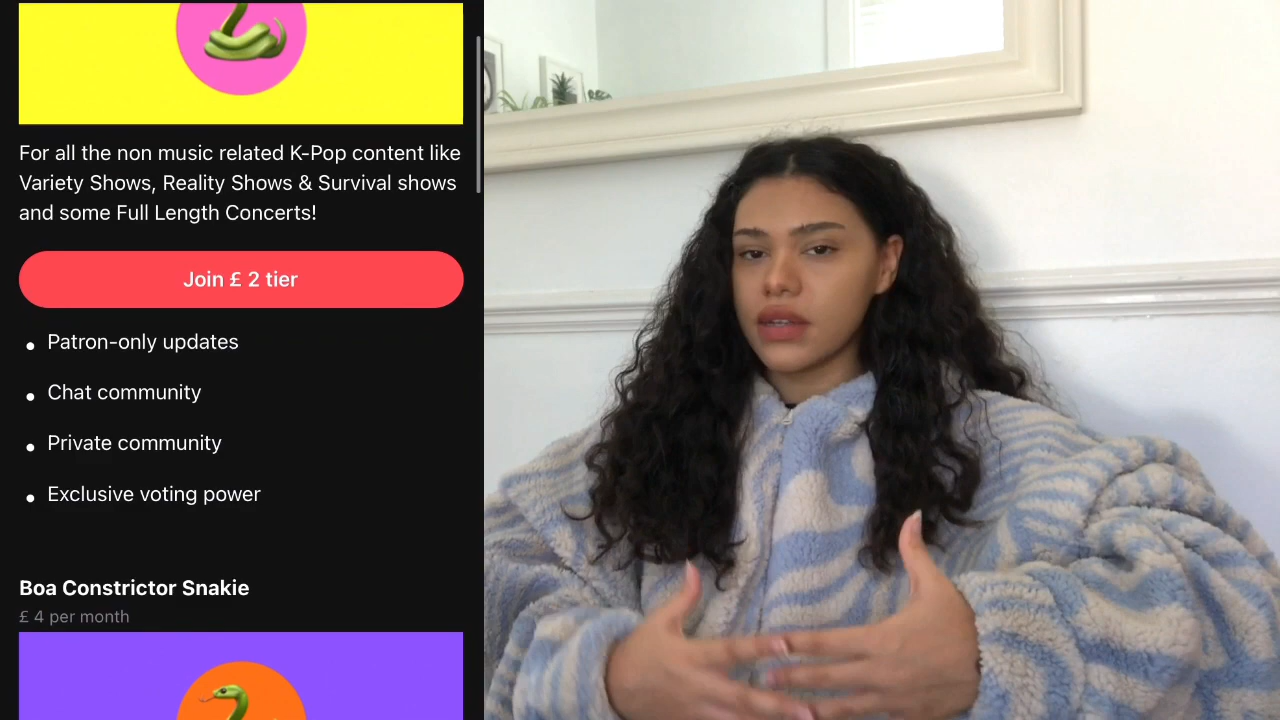 For all the non music related K-Pop content like
Variety Shows, Reality Shows & Survival shows
and some Full Length Concerts!
Join £ 2 tier
Patron-only updates
Chat community
Private community
Exclusive voting power
Boa Constrictor Snakie
£ 4 per month